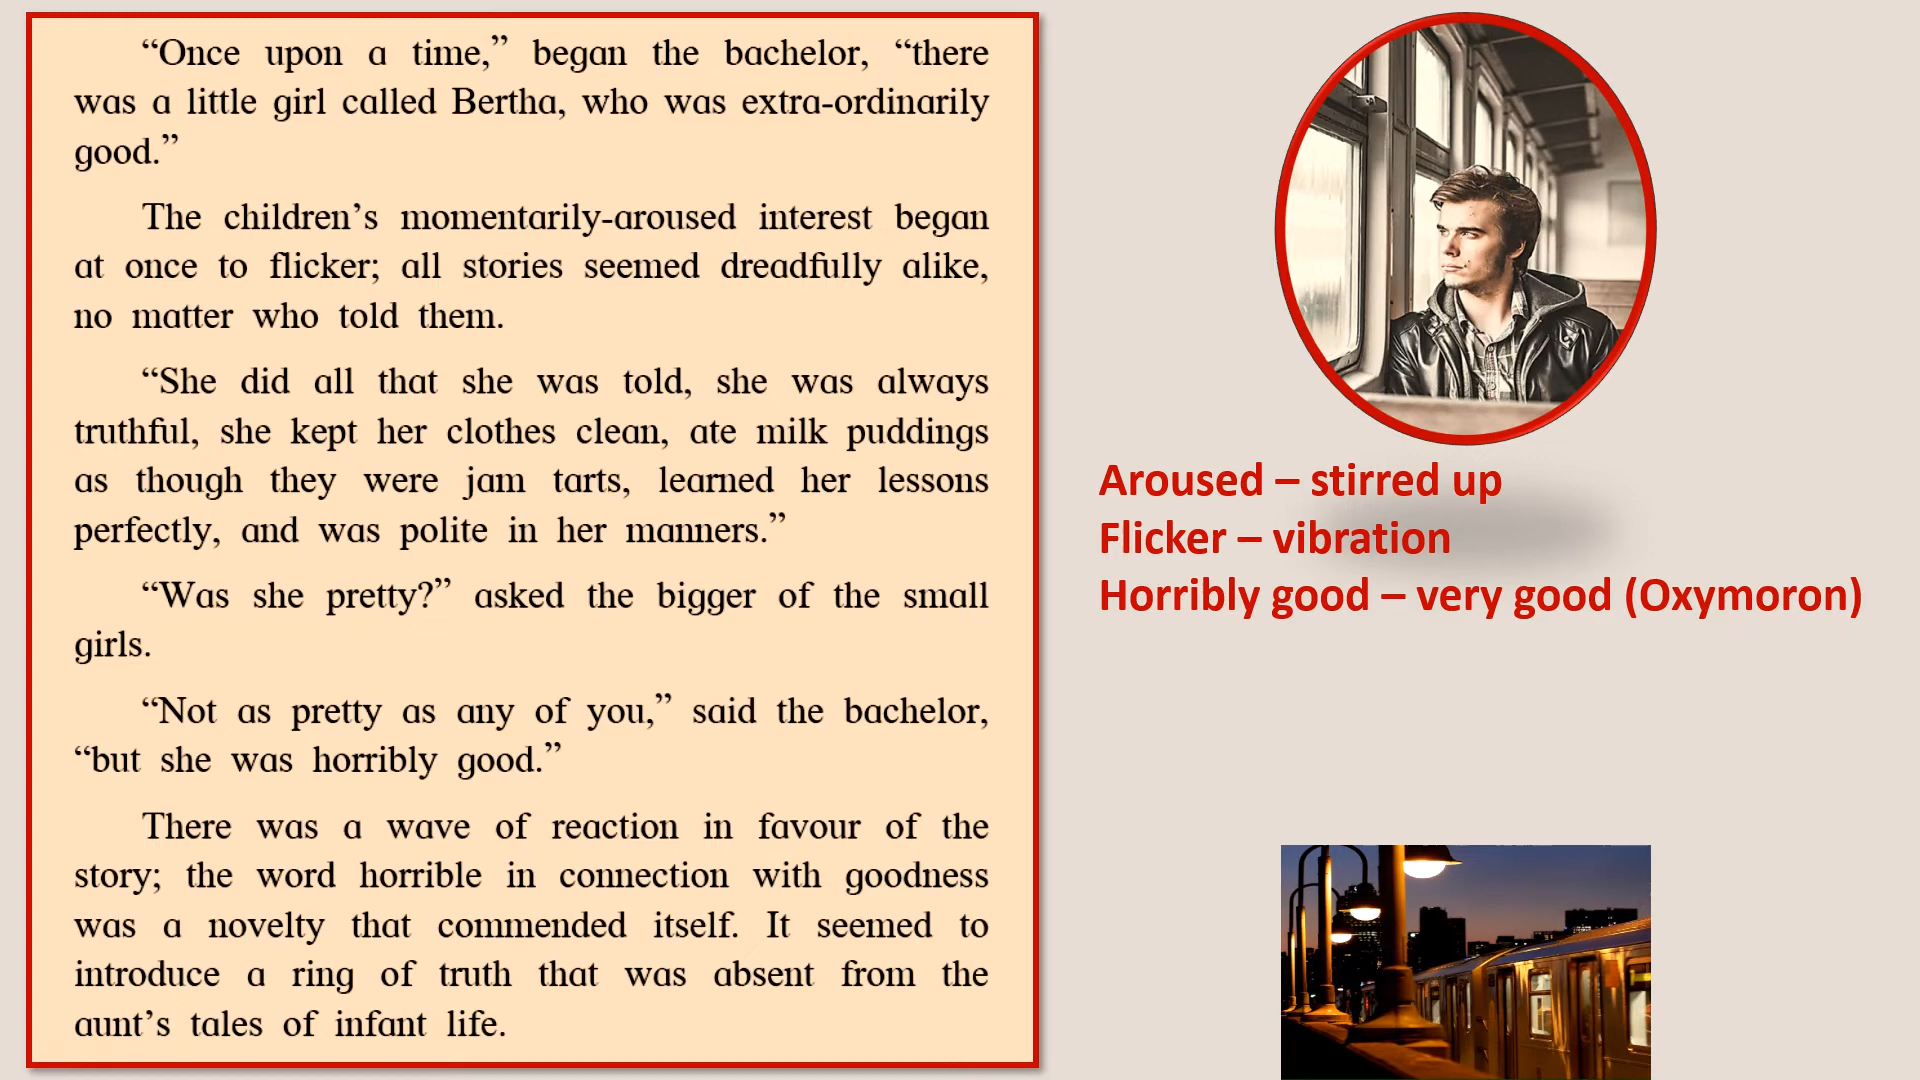 “Once upon a time,” began the bachelor, “there
was a little girl called Bertha, who was extra-ordinarily
good.”
The children’s momentarily-aroused interest began
at once to flicker; all stories seemed dreadfully alike,
no matter who told them.
“She did all that she was told, she was always
truthful, she kept her clothes clean, ate milk puddings
as though they were jam tarts, learned her lessons
perfectly, and was polite in her manners.”
“Was she pretty?” asked the bigger of the small
girls.
“Not as pretty as any of you,” said the bachelor,
“but she was horribly good.”
There was a wave of reaction in favour of the
story; the word horrible in connection with goodness
was a novelty that commended itself. It seemed to
introduce a ring of truth that was absent from the
aunt’s tales of infant life.
Aroused – stirred up
Flicker – vibration
Horribly good – very good (Oxymoron)